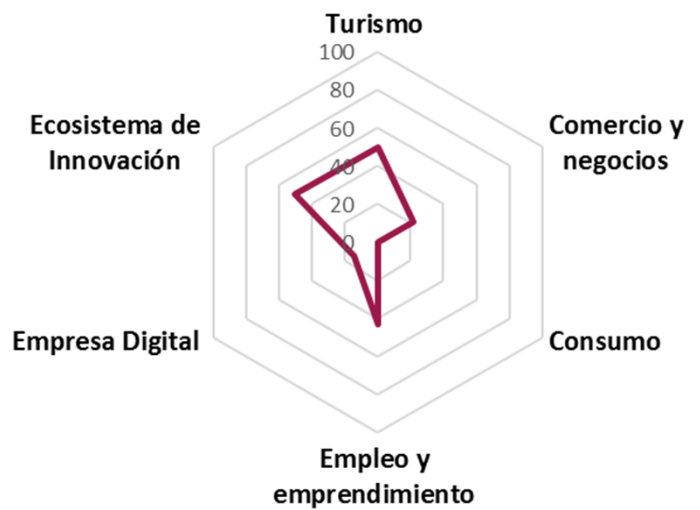 Turismo
100
80
60
40
20
0
Comercio y
negocios
Consumo
Empleo y
emprendimiento
Empresa Digital
Ecosistema de
Innovación